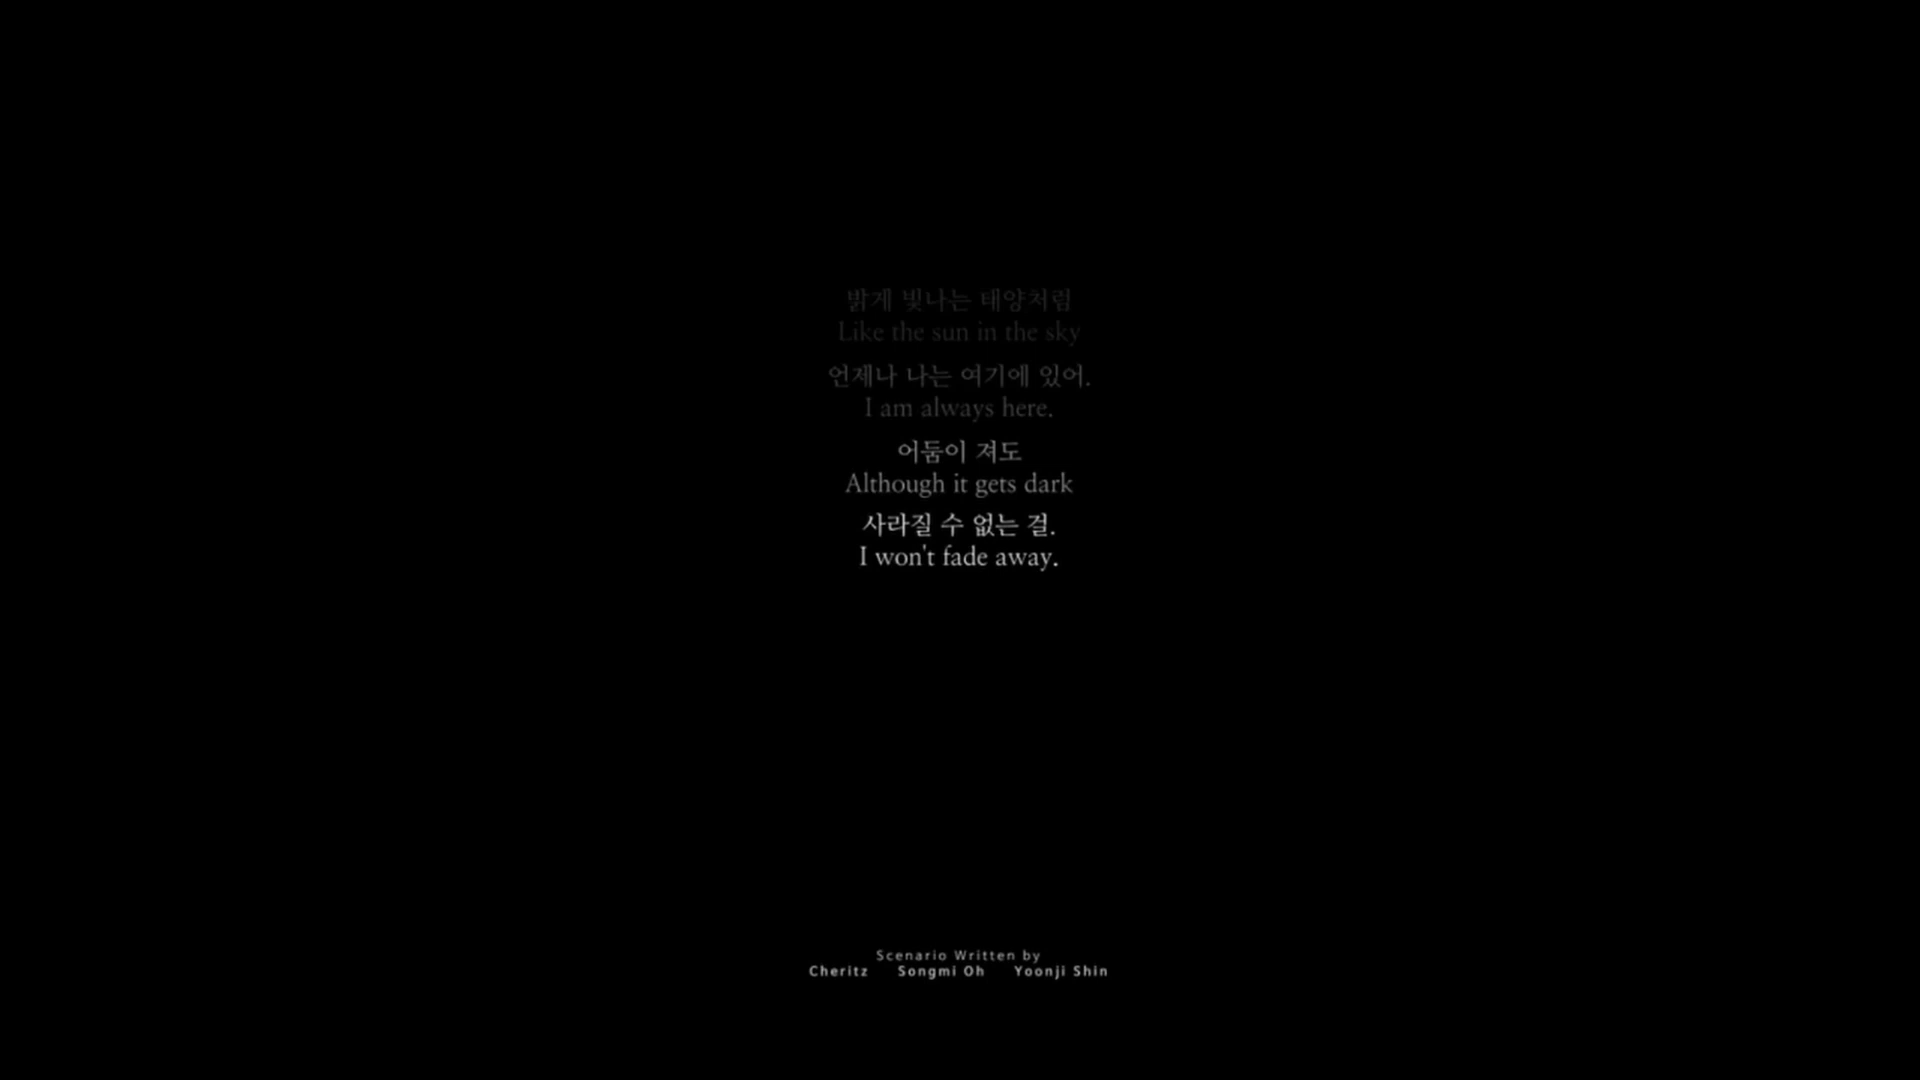 밝게 빛나는 태양처럼
Like the sun in the sky
언제나 나는 여기에 있어.
I am always here.
어둠이 져도
Although it gets dark
사라질 수 없는 걸.
I won't fade away.
Scenario Written by
Cheritz Songmi Oh Yoonji Shin